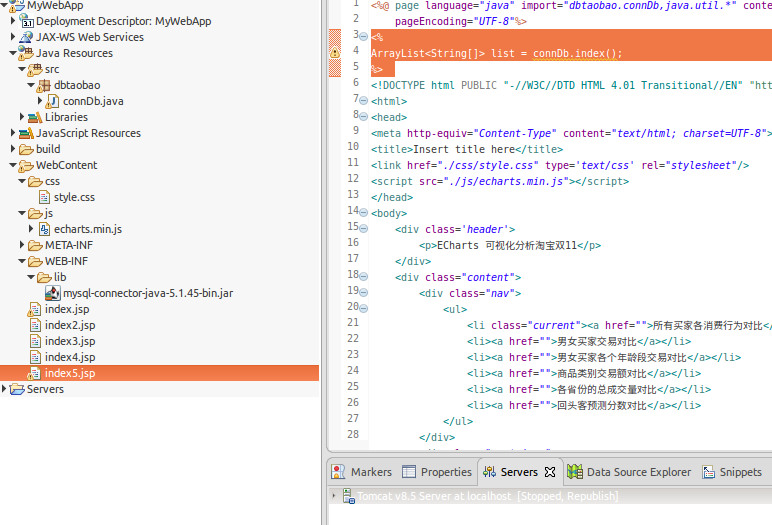 MyWebApp
Deployment Descriptor: MyWebApp
JAX-WS Web Services
Java Resources
src
dbtaobao
connDb.java
Libraries
JavaScript Resources
build
WebContent
css
style.css
js
echarts.min.js
META-INF
WEB-INF
lib
mysql-connector-java-5.1.45-bin.jar
index.jsp
index2.jsp
index3.jsp
index4.jsp
index5.jsp
Servers
1 <%@ page language="java" import="dbtaobao.connDb,java.util.*" conte
2 pageEncoding="UTF-8"%>
3 <%
4 ArrayList<String[]> list = connDb.index();
5 %>
6 <!DOCTYPE html PUBLIC "-//W3C//DTD HTML 4.01 Transitional//EN" "htt
7 <html>
8 <head>
9 <meta http-equiv="Content-Type" content="text/html; charset=UTF-8">
10 <title>Insert title here</title>
11 <link href="./css/style.css" type='text/css' rel="stylesheet"/>
12 <script src="./js/echarts.min.js"></script>
13 </head>
14 <body>
15 <div class='header'>
16 <p>ECharts 可视化分析淘宝双11</p>
17 </div>
18 <div class="content">
19 <div class="nav">
20 <ul>
21 <li class="current"><a href="">所有买家各消费行为对比</
22 <li><a href="">男女买家交易对比</a></li>
23 <li><a href="">男女买家各个年龄段交易对比</a></li>
24 <li><a href="">商品类别交易额对比</a></li>
25 <li><a href="">各省份的总成交量对比</a></li>
26 <li><a href="">回头客预测分数对比</a></li>
27 </ul>
28 </div>
Markers Properties Servers Data Source Explorer Snippets
Tomcat v8.5 Server at localhost [Stopped, Republish]